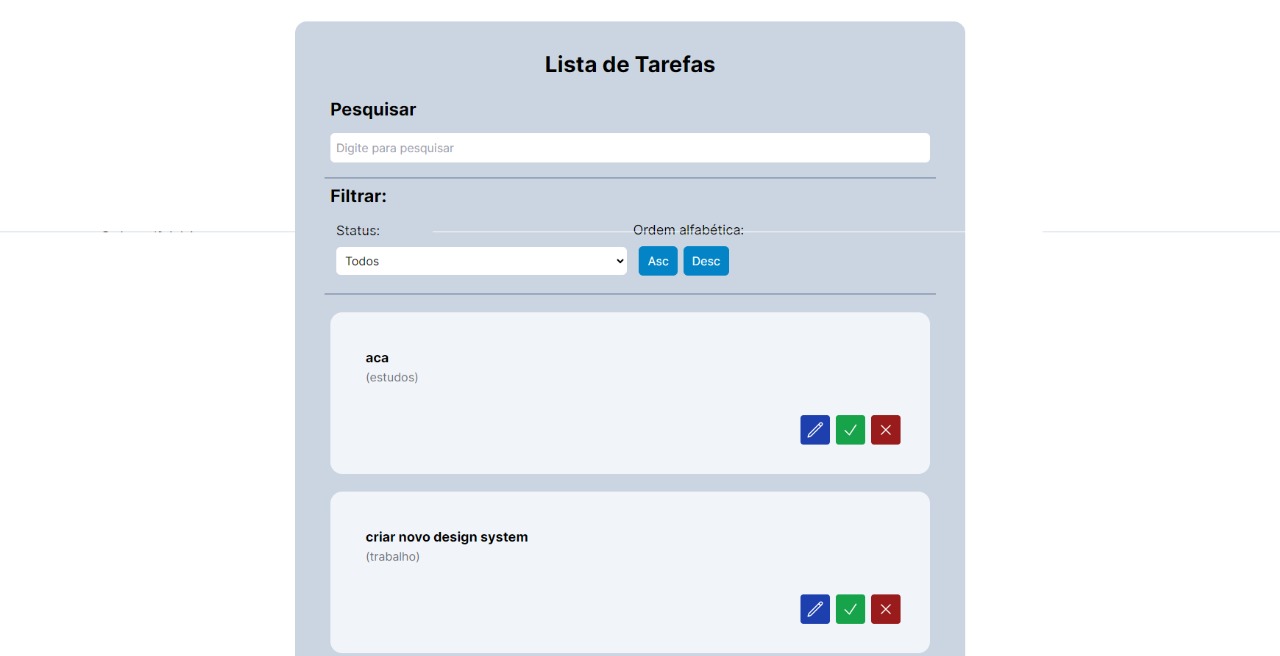 Lista de Tarefas
Pesquisar
Digite para pesquisar
Filtrar:
Status: Ordem alfabética:
Todos Asc Desc
aca
(estudos)
criar novo design system
(trabalho)